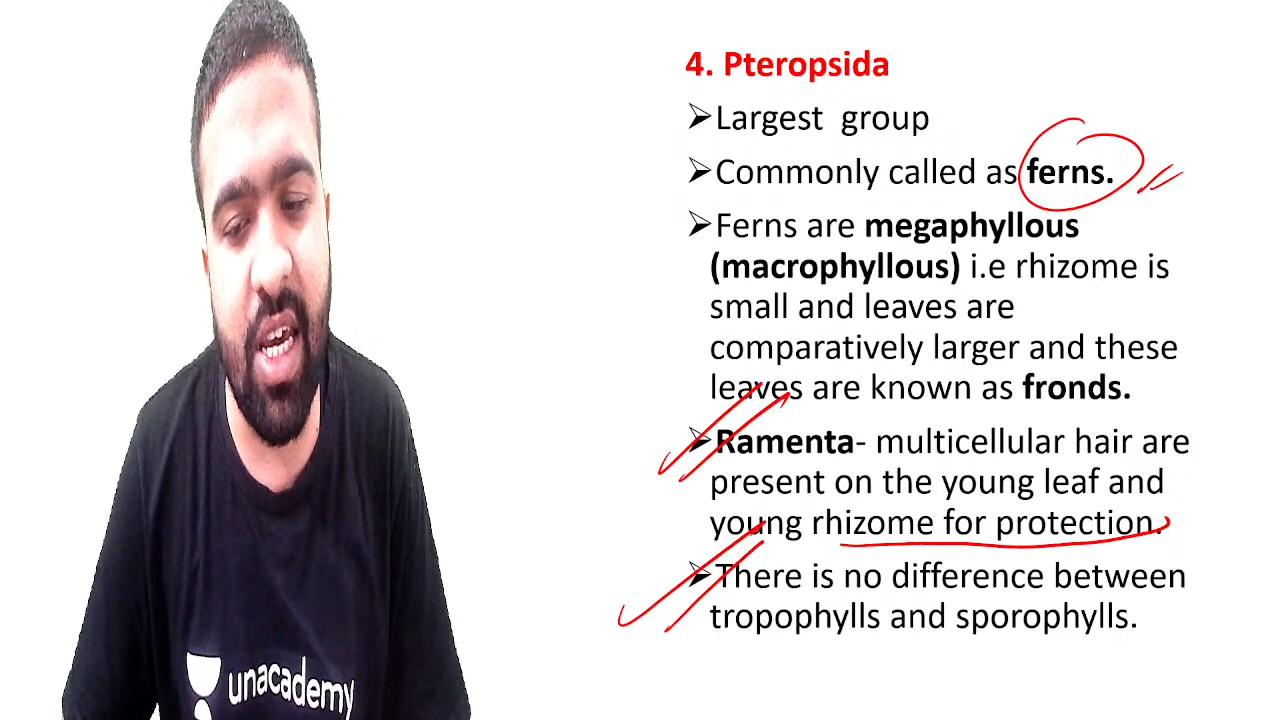 4. Pteropsida
➢Largest group
➢Commonly called as ferns.
➢Ferns are megaphyllous
(macrophyllous) i.e rhizome is
small and leaves are
comparatively larger and these
leaves are known as fronds.
➢Ramenta- multicellular hair are
present on the young leaf and
young rhizome for protection.
➢There is no difference between
tropophylls and sporophylls.
unacademy